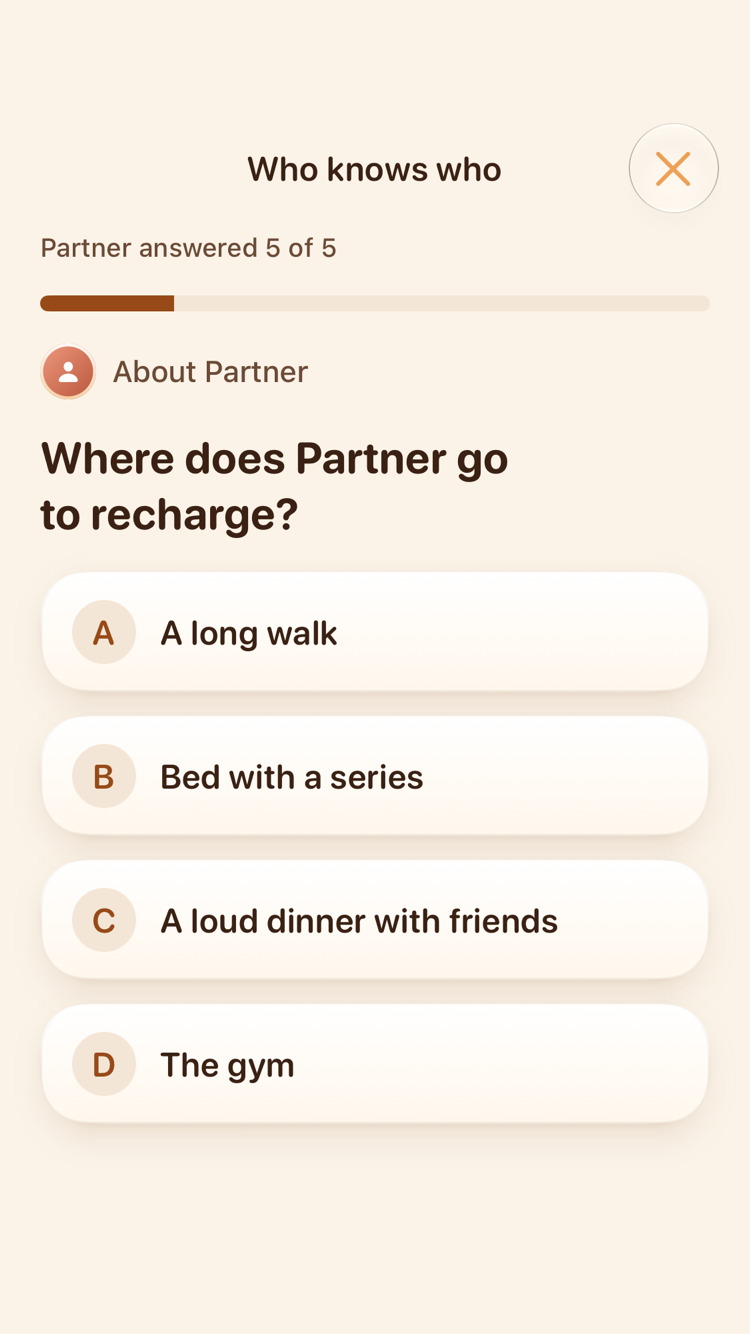 Who knows who
Partner answered 5 of 5
About Partner
Where does Partner go
to recharge?
A A long walk
B Bed with a series
C A loud dinner with friends
D The gym